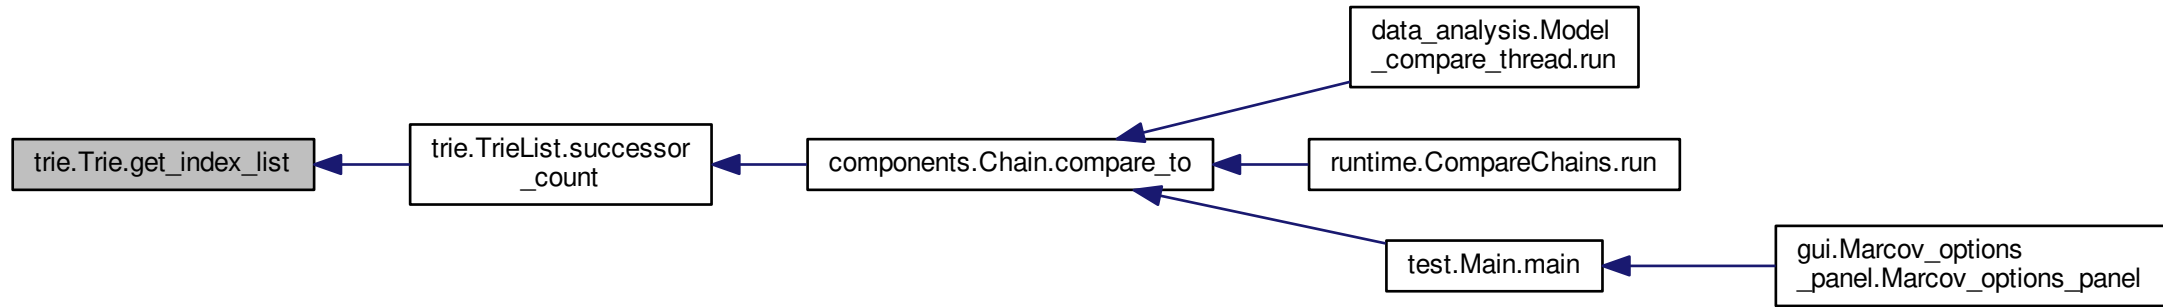 trie.Trie.get_index_list
trie.TrieList.successor
_count
components.Chain.compare_to
data_analysis.Model
_compare_thread.run
runtime.CompareChains.run
test.Main.main
gui.Marcov_options
_panel.Marcov_options_panel